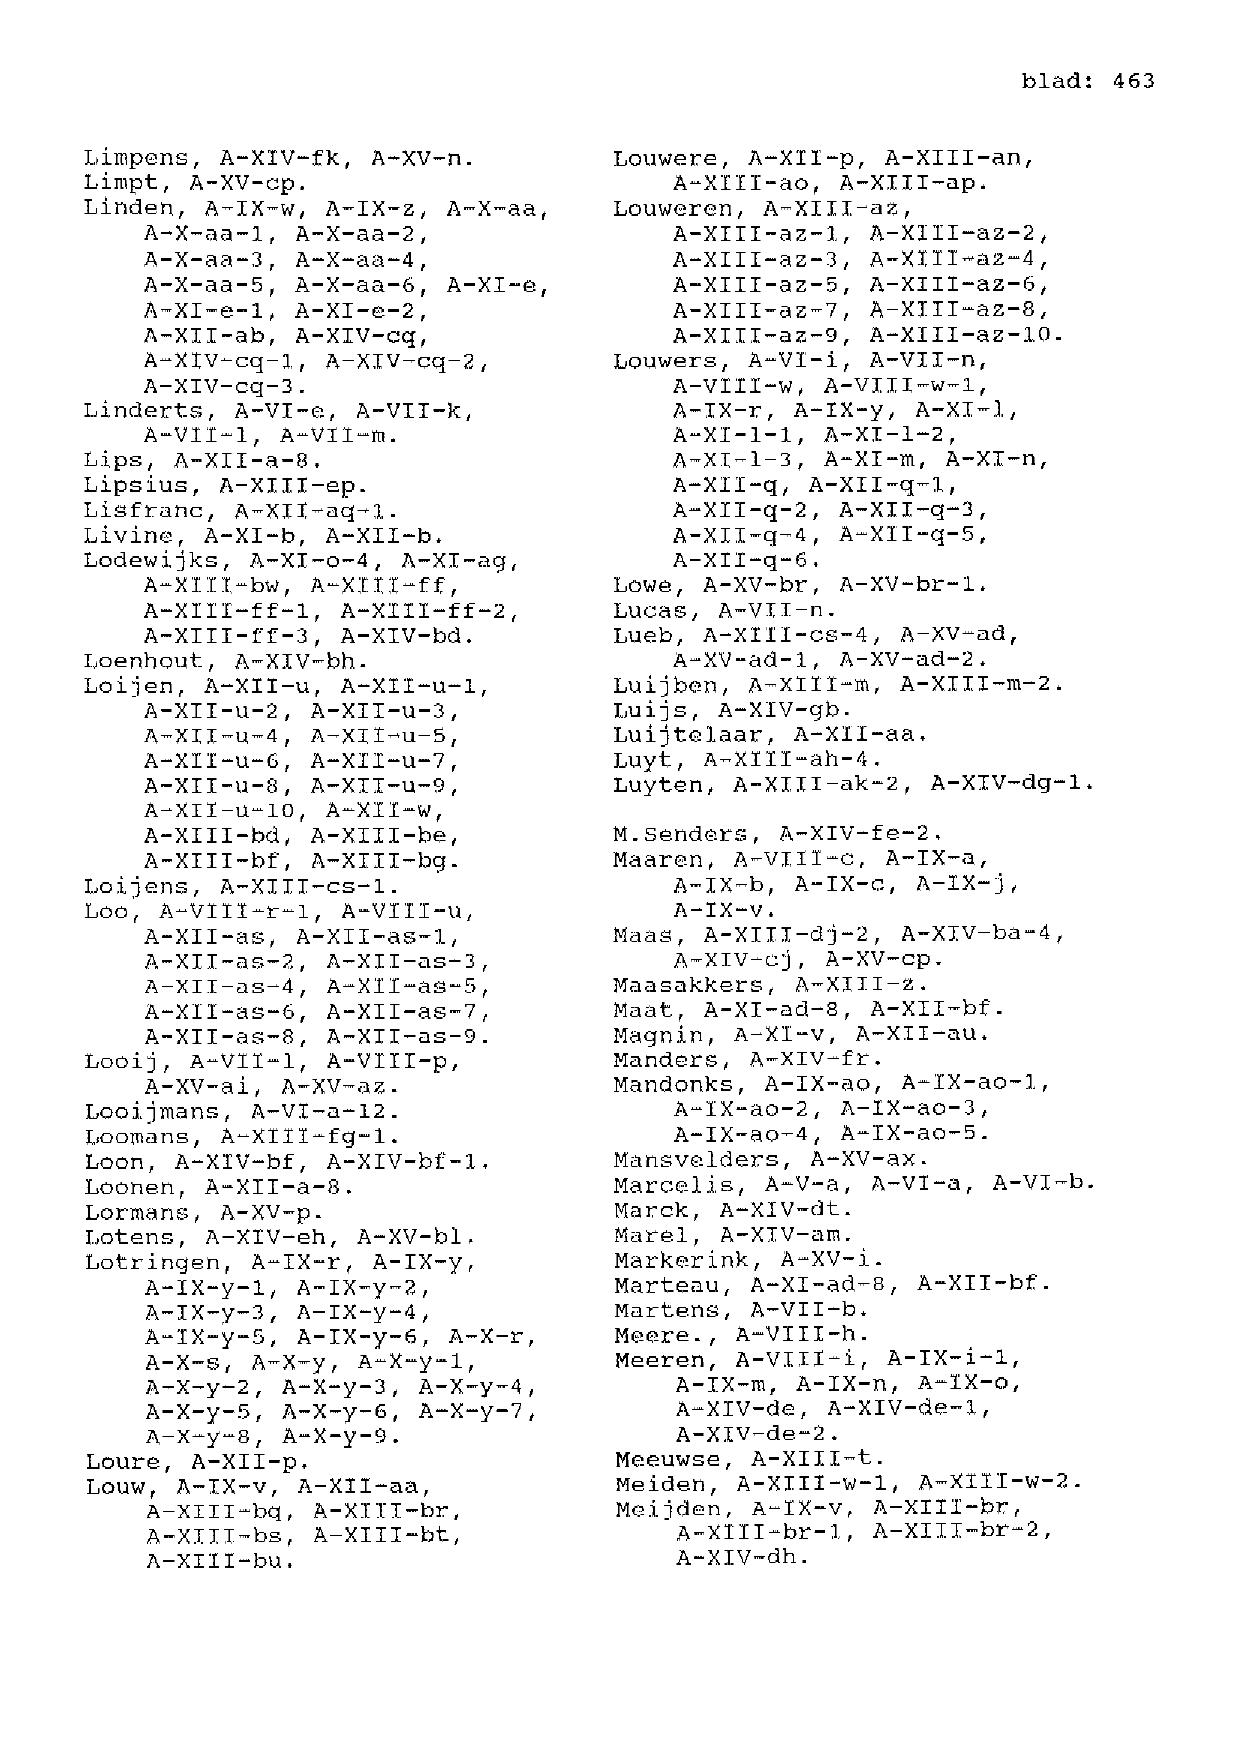 blad: 463
Limpens, A-XIV-fk, A-XV-n.
Limpt, A-XV-cp.
Linden, A-IX-w, A-IX-z, A-X-aa,
A-X-aa-1, A-X-aa-2,
A-X-aa-3, A-X-aa-4,
A-X-aa-5, A-X-aa-6, A-XI-e,
A-XI-e-1, A-XI-e-2,
A-XII-ab, A-XIV-cq,
A-XIV-cq-1, A-XIV-cq-2,
A-XIV-cq-3.
Linderts, A-VI-e, A-VII-k,
A-VII-l, A-VII-m.
Lips, A-XII-a-8.
Lipsius, A-XIII-ep.
Lisfranc, A-XII-aq-1.
Livine, A-XI-b, A-XII-b.
Lodewijks, A-XI-o-4, A-XI-ag,
A-XIII-bw, A-XIII-ff,
A-XIII-ff-1, A-XIII-ff-2,
A-XIII-ff-3, A-XIV-bd.
Loenhout, A-XIV-bh.
Loijen, A-XII-u, A-XII-u-1,
A-XII-u-2, A-XII-u-3,
A-XII-u-4, A-XII-u-5,
A-XII-u-6, A-XII-u-7,
A-XII-u-8, A-XII-u-9,
A-XII-u-10, A-XII-w,
A-XIII-bd, A-XIII-be,
A-XIII-bf, A-XIII-bg.
Loijens, A-XIII-cs-1.
Loo, A-VIII-r-1, A-VIII-u,
A-XII-as, A-XII-as-1,
A-XII-as-2, A-XII-as-3,
A-XII-as-4, A-XII-as-5,
A-XII-as-6, A-XII-as-7,
A-XII-as-8, A-XII-as-9.
Looij, A-VII-l, A-VIII-p,
A-XV-ai, A-XV-az.
Looijmans, A-VI-a-12.
Loomans, A-XIII-fg-1.
Loon, A-XIV-bf, A-XIV-bf-1.
Loonen, A-XII-a-8.
Lormans, A-XV-p.
Lotens, A-XIV-eh, A-XV-bl.
Lotringen, A-IX-r, A-IX-y,
A-IX-y-1, A-IX-y-2,
A-IX-y-3, A-IX-y-4,
A-IX-y-5, A-IX-y-6, A-X-r,
A-X-s, A-X-y, A-X-y-1,
A-X-y-2, A-X-y-3, A-X-y-4,
A-X-y-5, A-X-y-6, A-X-y-7,
A-X-y-8, A-X-y-9.
Loure, A-XII-p.
Louw, A-IX-v, A-XII-aa,
A-XIII-bq, A-XIII-br,
A-XIII-bs, A-XIII-bt,
A-XIII-bu.
Louwere, A-XII-p, A-XIII-an,
A-XIII-ao, A-XIII-ap.
Louweren, A-XIII-az,
A-XIII-az-1, A-XIII-az-2,
A-XIII-az-3, A-XIII-az-4,
A-XIII-az-5, A-XIII-az-6,
A-XIII-az-7, A-XIII-az-8,
A-XIII-az-9, A-XIII-az-10.
Louwers, A-VI-i, A-VII-n,
A-VIII-w, A-VIII-w-1,
A-IX-r, A-IX-y, A-XI-l,
A-XI-l-1, A-XI-l-2,
A-XI-l-3, A-XI-m, A-XI-n,
A-XII-q, A-XII-q-1,
A-XII-q-2, A-XII-q-3,
A-XII-q-4, A-XII-q-5,
A-XII-q-6.
Lowe, A-XV-br, A-XV-br-1.
Lucas, A-VII-n.
Lueb, A-XIII-cs-4, A-XV-ad,
A-XV-ad-1, A-XV-ad-2.
Luijben, A-XIII-m, A-XIII-m-2.
Luijs, A-XIV-gb.
Luijtelaar, A-XII-aa.
Luyt, A-XIII-ah-4.
Luyten, A-XIII-ak-2, A-XIV-dg-1.
M.Senders, A-XIV-fe-2.
Maaren, A-VIII-c, A-IX-a,
A-IX-b, A-IX-c, A-IX-j,
A-IX-v.
Maas, A-XIII-dj-2, A-XIV-ba-4,
A-XIV-cj, A-XV-cp.
Maasakkers, A-XIII-z.
Maat, A-XI-ad-8, A-XII-bf.
Magnin, A-XI-v, A-XII-au.
Manders, A-XIV-fr.
Mandonks, A-IX-ao, A-IX-ao-1,
A-IX-ao-2, A-IX-ao-3,
A-IX-ao-4, A-IX-ao-5.
Mansvelders, A-XV-ax.
Marcelis, A-V-a, A-VI-a, A-VI-b.
Marck, A-XIV-dt.
Marel, A-XIV-am.
Markerink, A-XV-i.
Marteau, A-XI-ad-8, A-XII-bf.
Martens, A-VII-b.
Meere., A-VIII-h.
Meeren, A-VIII-i, A-IX-i-1,
A-IX-m, A-IX-n, A-IX-o,
A-XIV-de, A-XIV-de-1,
A-XIV-de-2.
Meeuwse, A-XIII-t.
Meiden, A-XIII-w-1, A-XIII-w-2.
Meijden, A-IX-v, A-XIII-br,
A-XIII-br-1, A-XIII-br-2,
A-XIV-dh.